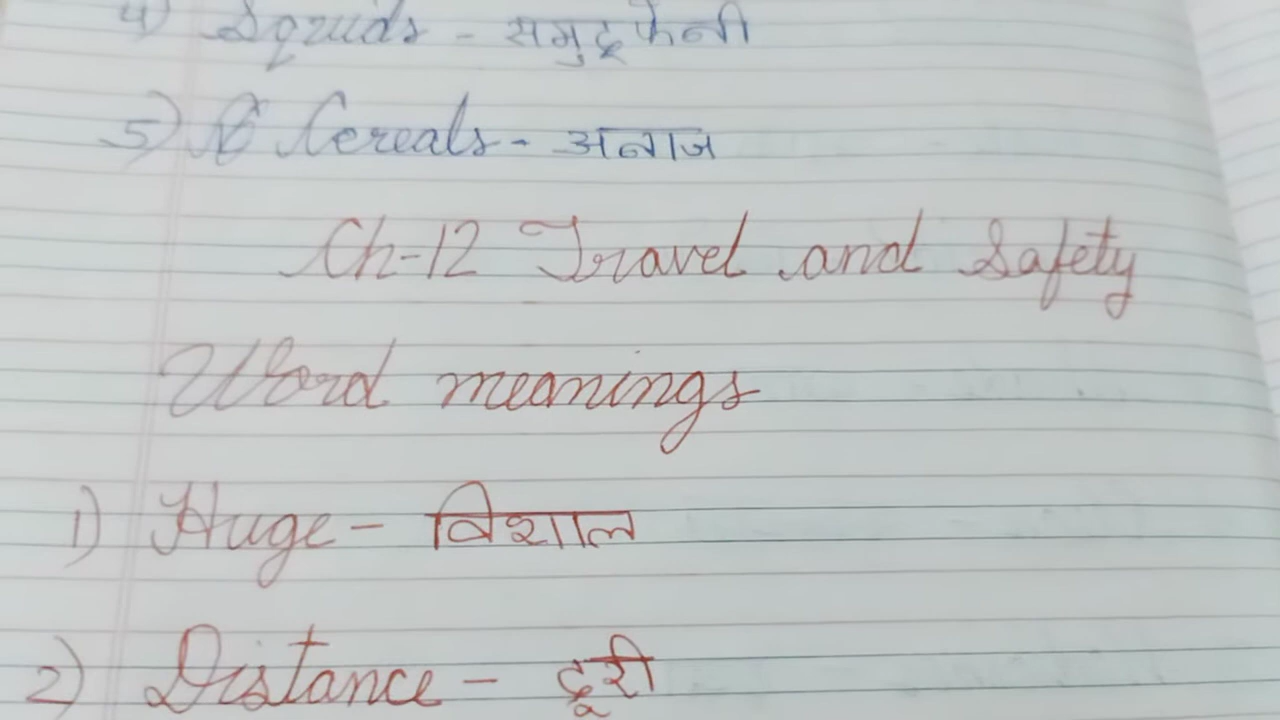 4) Squids - समुद्रफेनी
5) Cereals - अनाज
Ch-12 Travel and Safety
Word meanings
1) Huge - विशाल
2) Distance - दूरी